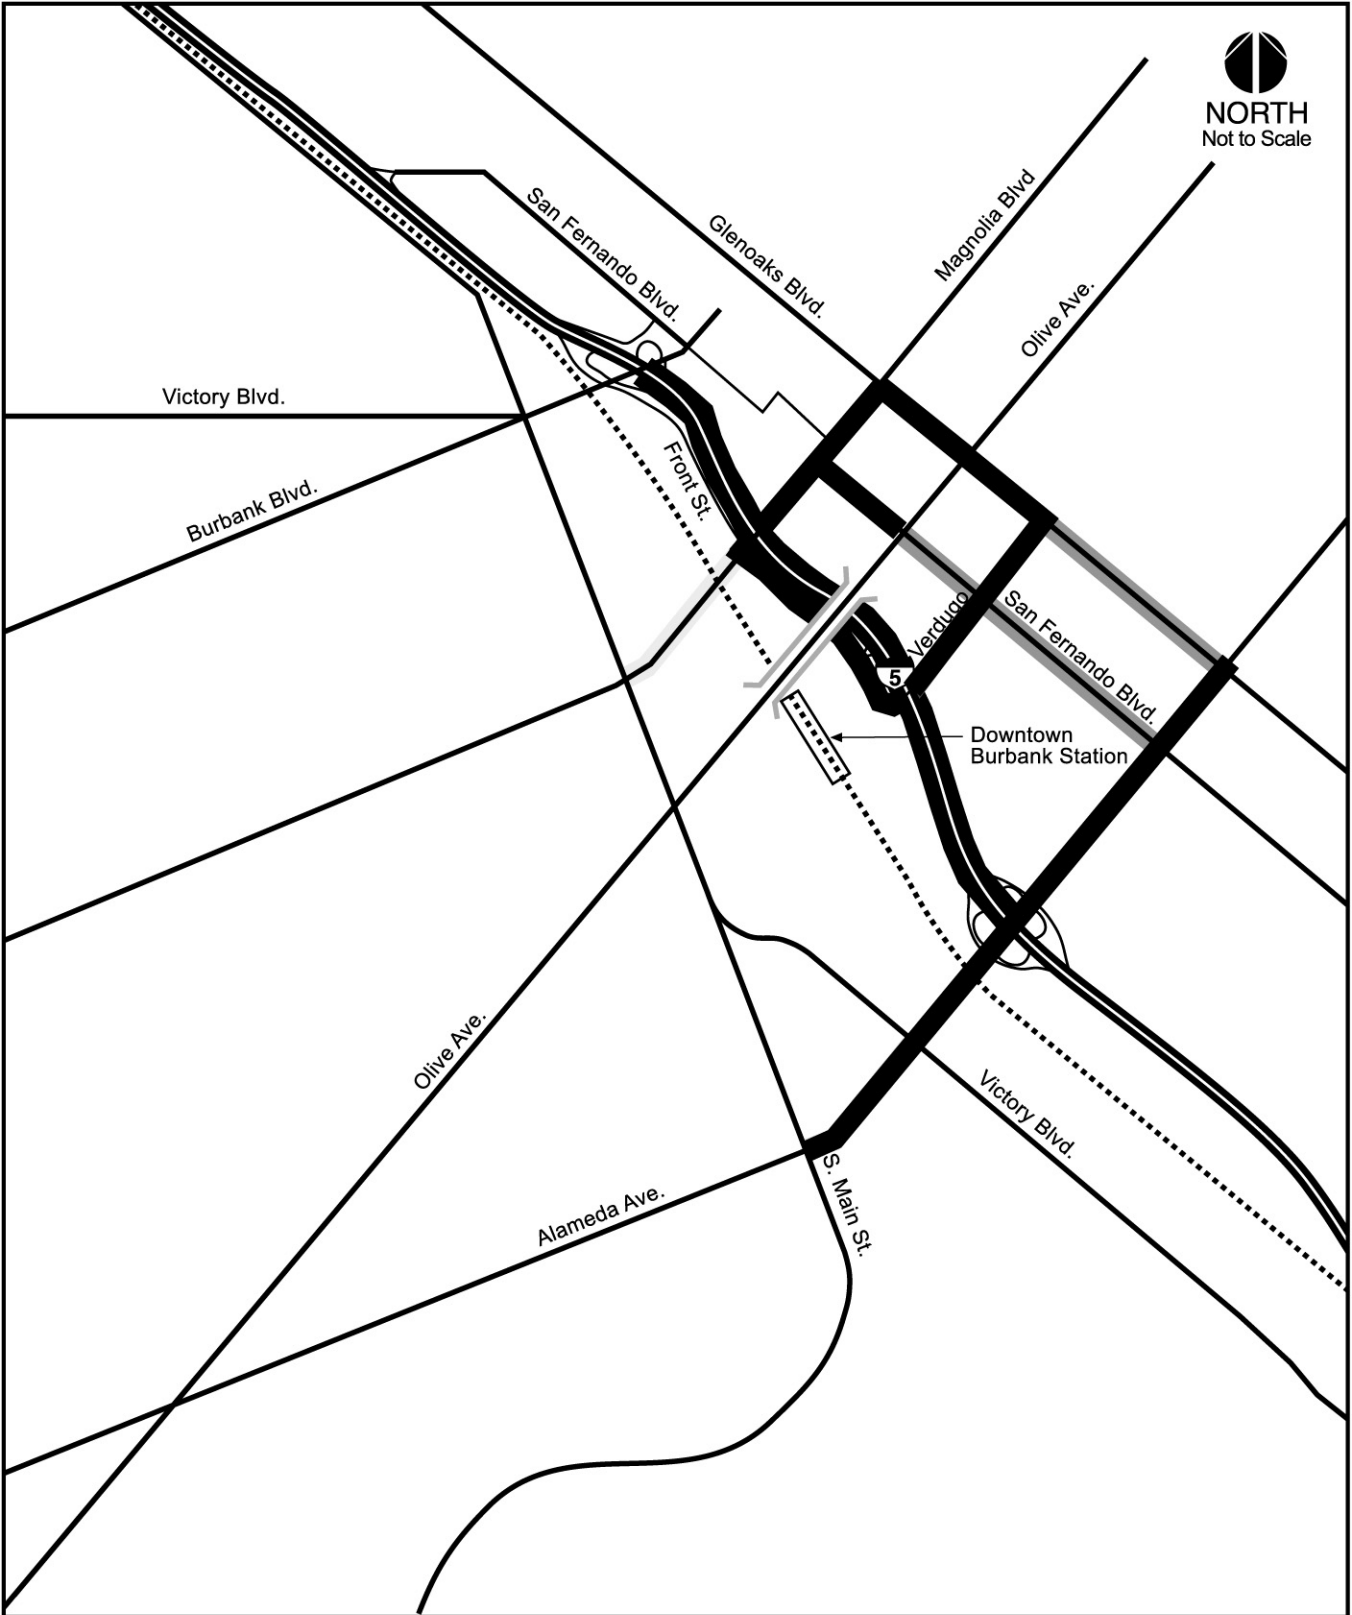 NORTH
Not to Scale
San Fernando Blvd.
Glenoaks Blvd.
Magnolia Blvd
Olive Ave.
Victory Blvd.
Burbank Blvd.
Front St.
Verdugo
San Fernando Blvd.
5
Downtown
Burbank Station
Olive Ave.
Victory Blvd.
Alameda Ave.
S. Main St.